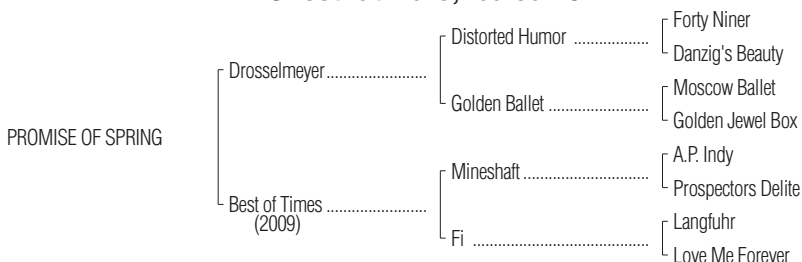 Forty Niner
Distorted Humor
Danzig's Beauty
Drosselmeyer
Moscow Ballet
Golden Ballet
Golden Jewel Box
PROMISE OF SPRING
A.P. Indy
Mineshaft
Prospectors Delite
Best of Times
(2009)
Langfuhr
Fi
Love Me Forever